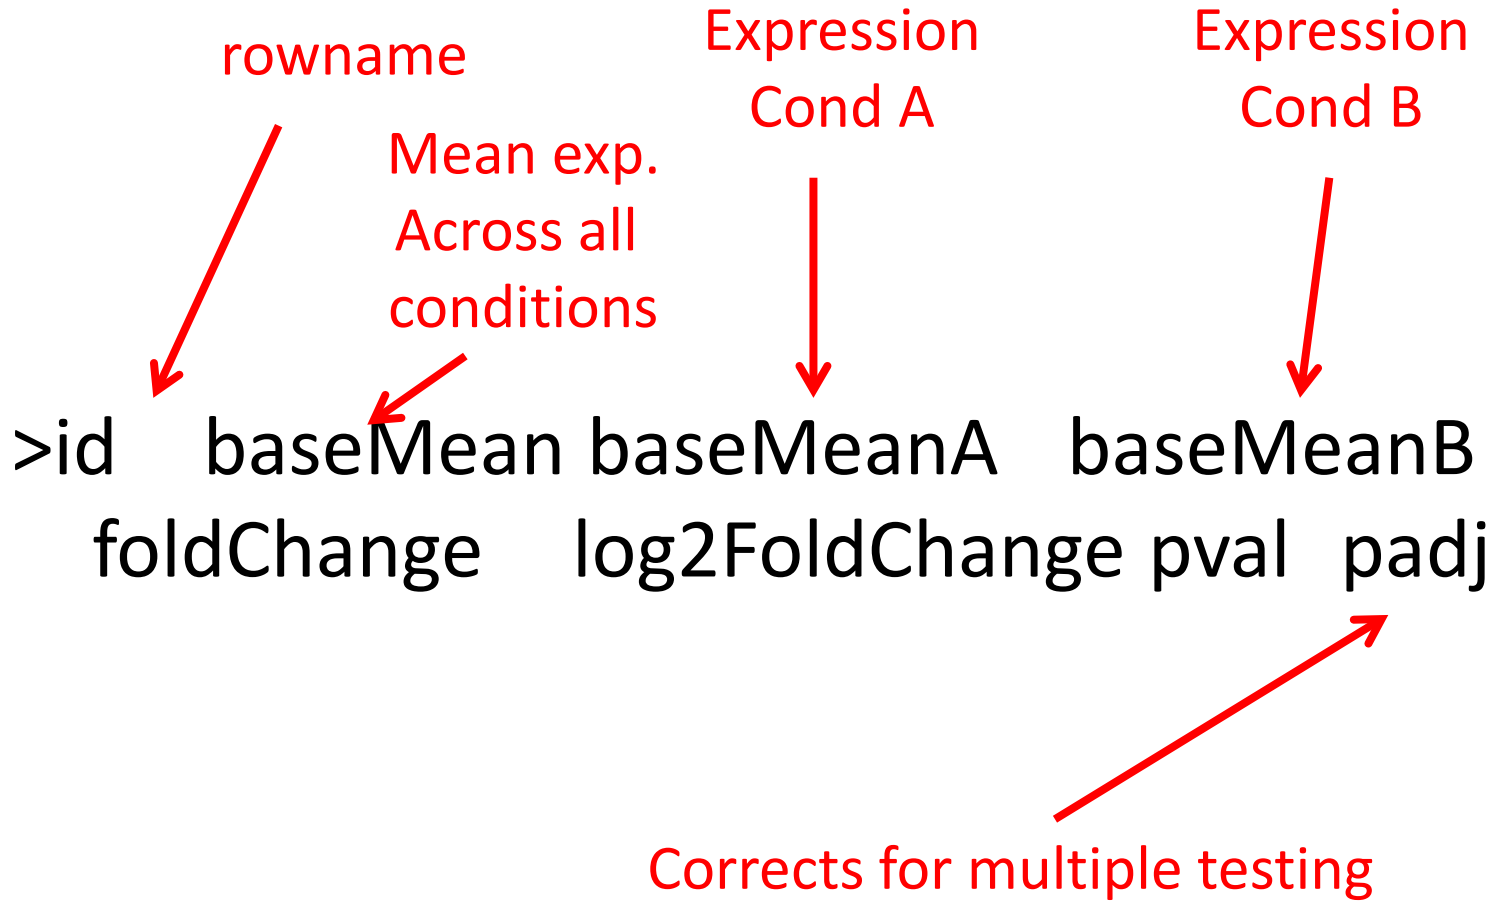 rowname
Expression
Cond A
Expression
Cond B
Mean exp.
Across all
conditions
>id baseMean baseMeanA baseMeanB
foldChange log2FoldChange pval padj
Corrects for multiple testing